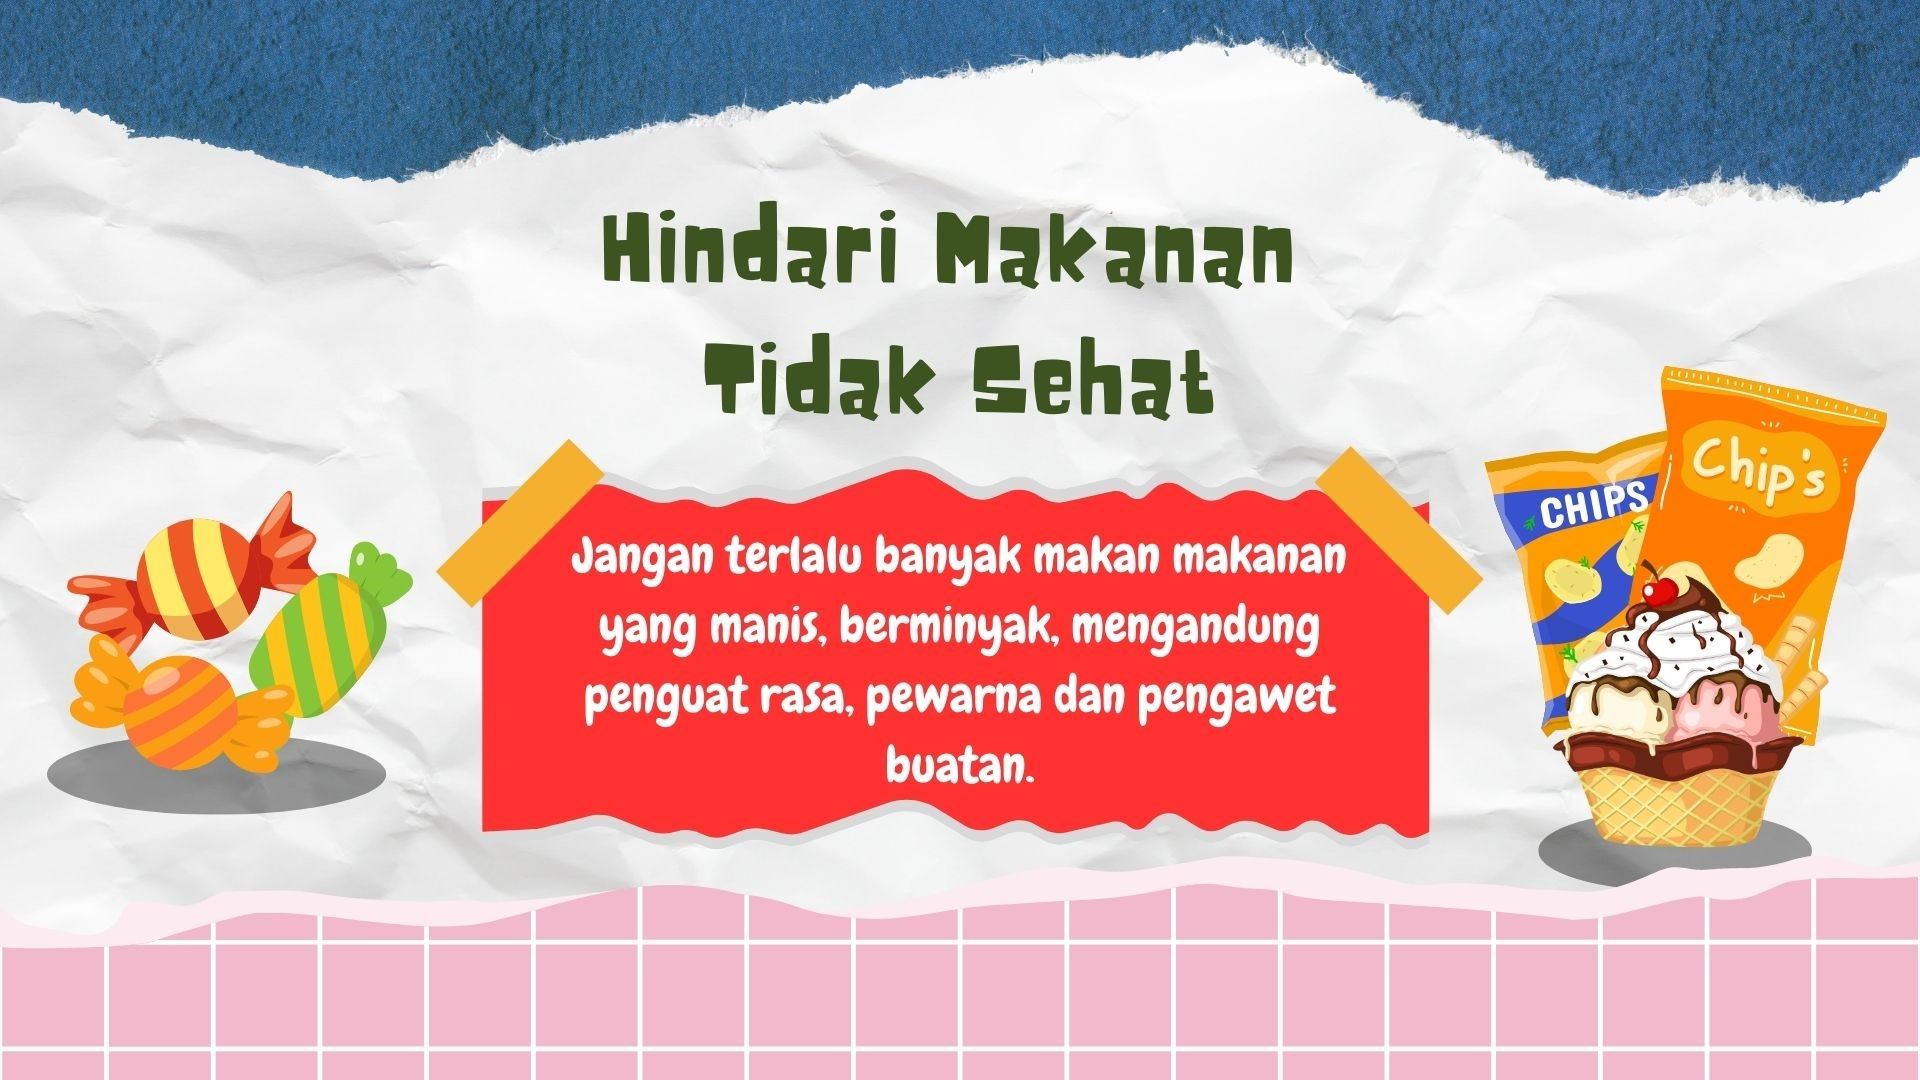 Hindari Makanan
Tidak Sehat
Jangan terlalu banyak makan makanan
yang manis, berminyak, mengandung
penguat rasa, pewarna dan pengawet
buatan.
CHIPS
Chip's